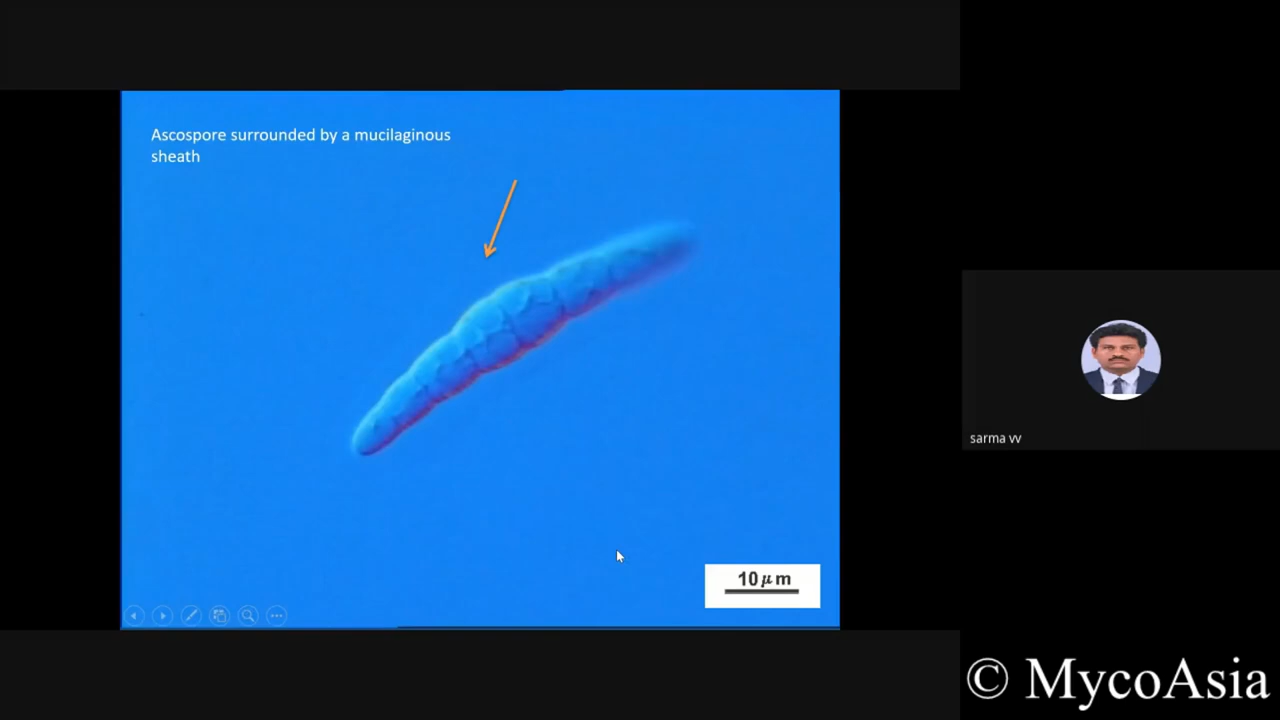 Ascospore surrounded by a mucilaginous
sheath
10 μm
sarma vv
© MycoAsia